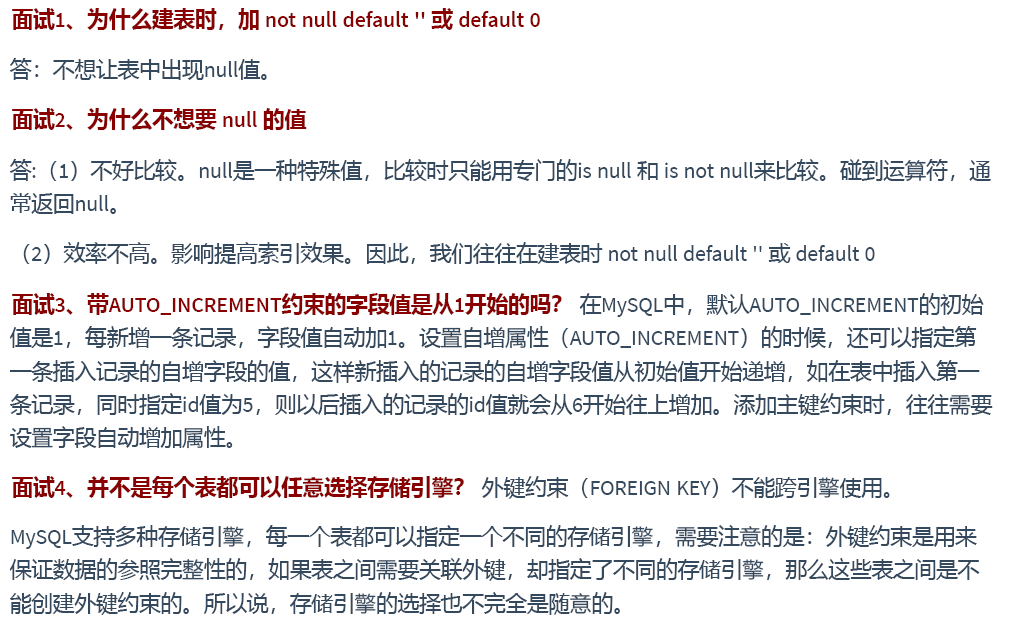 面试1、为什么建表时，加 not null default '' 或 default 0
答：不想让表中出现null值。
面试2、为什么不想要 null 的值
答:（1）不好比较。null是一种特殊值，比较时只能用专门的is null 和 is not null来比较。碰到运算符，通
常返回null。
（2）效率不高。影响提高索引效果。因此，我们往往在建表时 not null default '' 或 default 0
面试3、带AUTO_INCREMENT约束的字段值是从1开始的吗？ 在MySQL中，默认AUTO_INCREMENT的初始
值是1，每新增一条记录，字段值自动加1。设置自增属性（AUTO_INCREMENT）的时候，还可以指定第
一条插入记录的自增字段的值，这样新插入的记录的自增字段值从初始值开始递增，如在表中插入第一
条记录，同时指定id值为5，则以后插入的记录的id值就会从6开始往上增加。添加主键约束时，往往需要
设置字段自动增加属性。
面试4、并不是每个表都可以任意选择存储引擎？ 外键约束（FOREIGN KEY）不能跨引擎使用。
MySQL支持多种存储引擎，每一个表都可以指定一个不同的存储引擎，需要注意的是：外键约束是用来
保证数据的参照完整性的，如果表之间需要关联外键，却指定了不同的存储引擎，那么这些表之间是不
能创建外键约束的。所以说，存储引擎的选择也不完全是随意的。